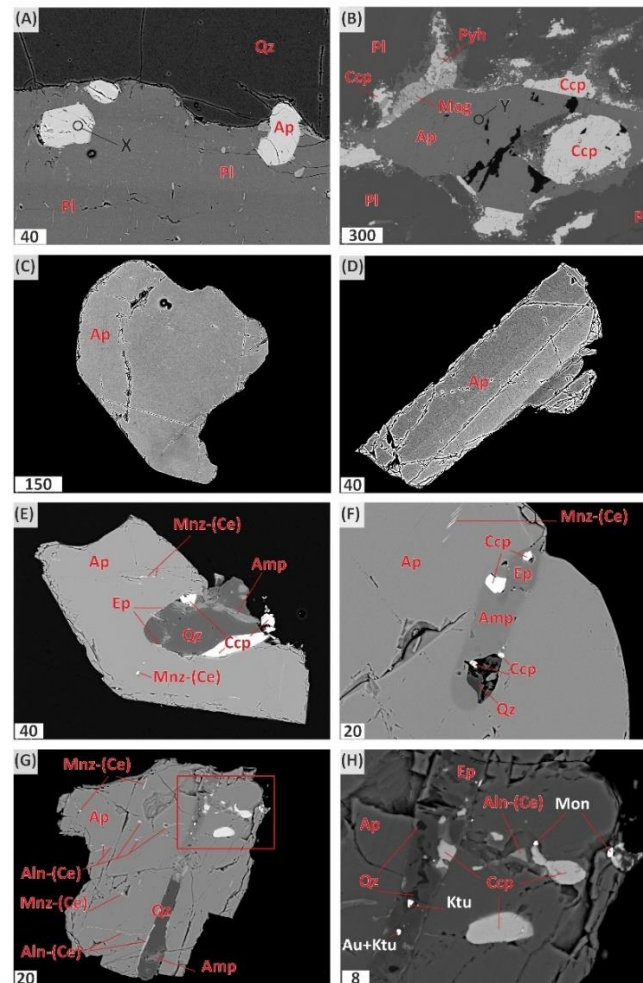 (A)
Qz
Ap
X
Pl
Pl
40
(B)
Pl
Pyh
Ccp
Ccp
Mag
Y
Ap
Ccp
Pl
Pl
P
300
(C)
Ap
150
(D)
Ap
40
(E)
Mnz-(Ce)
Ap
Amp
Ep
Qz
Ccp
Mnz-(Ce)
40
(F)
Mnz-(Ce)
Ccp
Ap
Ep
Amp
Ccp
Qz
20
(G)
Mnz-(Ce)
Ap
Aln-(Ce)
Mnz-(Ce)
Qz
Aln-(Ce)
Amp
20
(H)
Ep
Aln-(Ce)
Mon
Ap
Qz
Ccp
Ktu
Au+Ktu
8